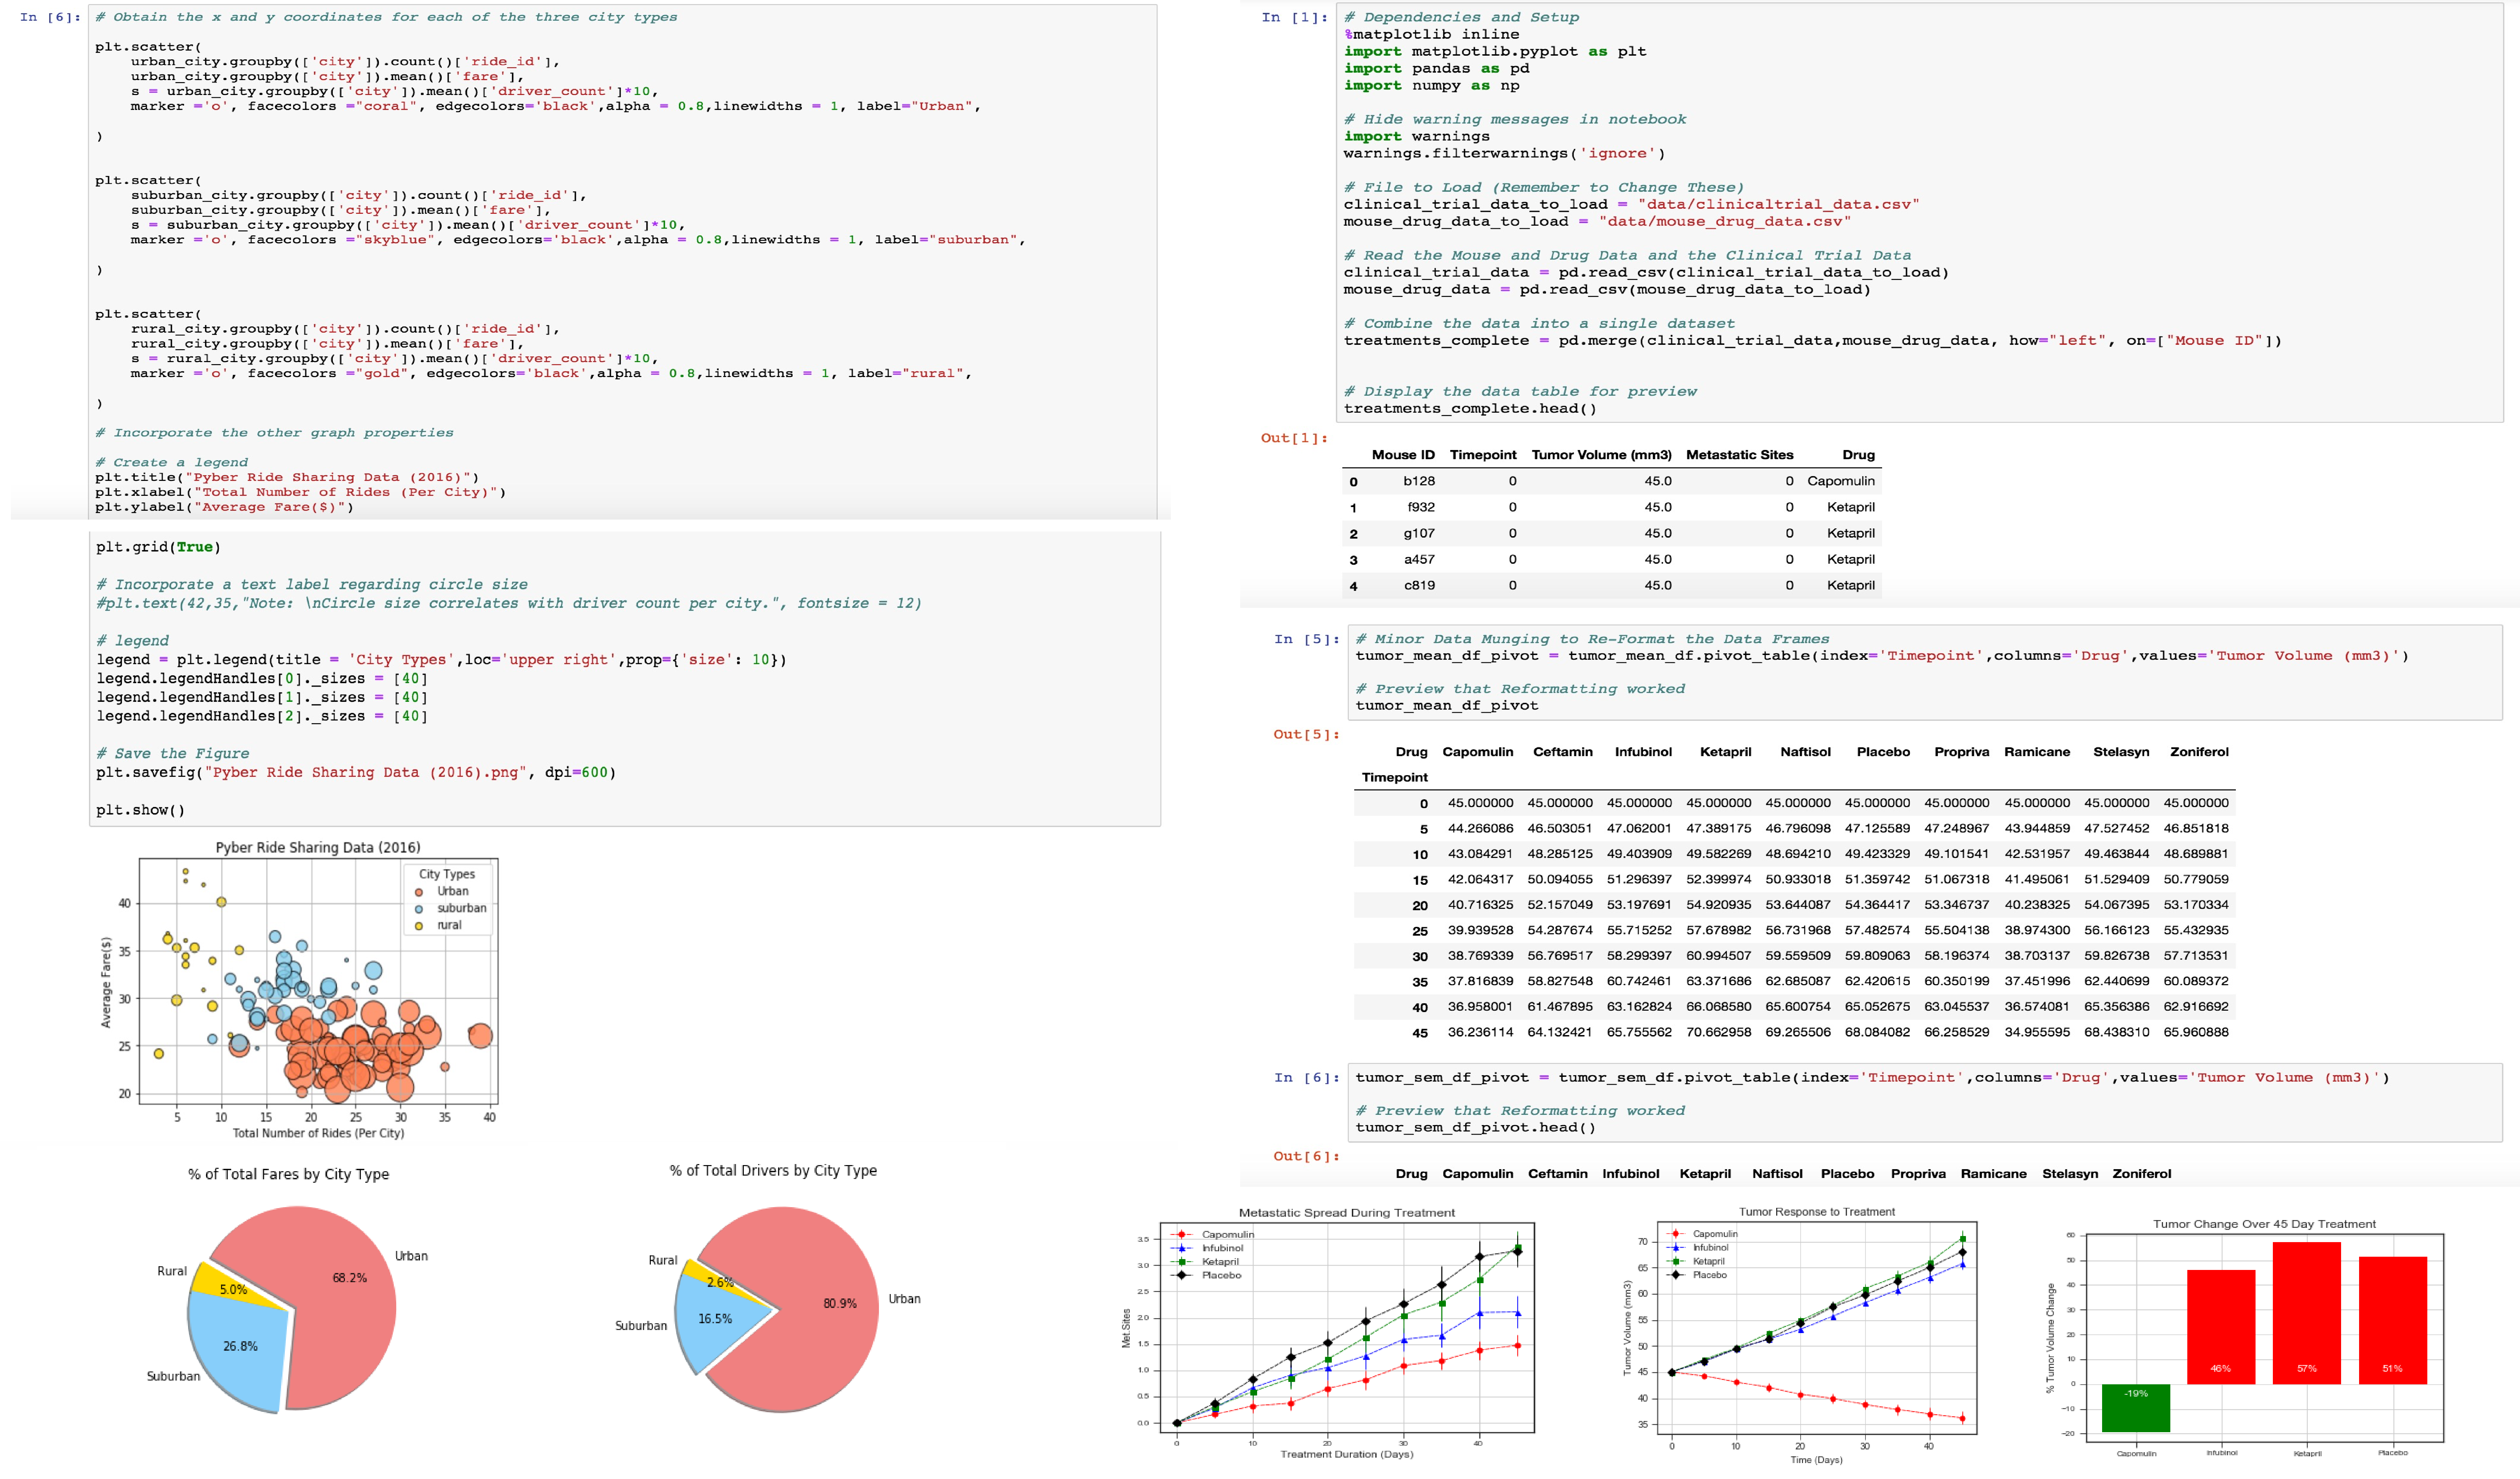 In [6]:
# Obtain the x and y coordinates for each of the three city types
plt.scatter(
urban_city.groupby(['city']).count()['ride_id'],
urban_city.groupby(['city']).mean()['fare'],
s = urban_city.groupby(['city']).mean()['driver_count']*10,
marker ='o', facecolors ="coral", edgecolors='black',alpha = 0.8,linewidths = 1, label="Urban",
)
plt.scatter(
suburban_city.groupby(['city']).count()['ride_id'],
suburban_city.groupby(['city']).mean()['fare'],
s = suburban_city.groupby(['city']).mean()['driver_count']*10,
marker ='o', facecolors ="skyblue", edgecolors='black',alpha = 0.8,linewidths = 1, label="suburban",
)
plt.scatter(
rural_city.groupby(['city']).count()['ride_id'],
rural_city.groupby(['city']).mean()['fare'],
s = rural_city.groupby(['city']).mean()['driver_count']*10,
marker ='o', facecolors ="gold", edgecolors='black',alpha = 0.8,linewidths = 1, label="rural",
)
# Incorporate the other graph properties
# Create a legend
plt.title("Pyber Ride Sharing Data (2016)")
plt.xlabel("Total Number of Rides (Per City)")
plt.ylabel("Average Fare($)")
plt.grid(True)
# Incorporate a text label regarding circle size
#plt.text(42,35,"Note: \nCircle size correlates with driver count per city.", fontsize = 12)
# legend
legend = plt.legend(title = 'City Types',loc='upper right',prop={'size': 10})
legend.legendHandles[0]._sizes = [40]
legend.legendHandles[1]._sizes = [40]
legend.legendHandles[2]._sizes = [40]
# Save the Figure
plt.savefig("Pyber Ride Sharing Data (2016).png", dpi=600)
plt.show()
Pyber Ride Sharing Data (2016)
City Types
Urban
suburban
rural
Average Fare($)
40
35
30
25
20
5 10 15 20 25 30 35 40
Total Number of Rides (Per City)
% of Total Fares by City Type
Urban
68.2%
Rural
5.0%
26.8%
Suburban
% of Total Drivers by City Type
Rural
2.6%
80.9%
Urban
16.5%
Suburban
In [1]:
# Dependencies and Setup
%matplotlib inline
import matplotlib.pyplot as plt
import pandas as pd
import numpy as np
# Hide warning messages in notebook
import warnings
warnings.filterwarnings('ignore')
# File to Load (Remember to Change These)
clinical_trial_data_to_load = "data/clinicaltrial_data.csv"
mouse_drug_data_to_load = "data/mouse_drug_data.csv"
# Read the Mouse and Drug Data and the Clinical Trial Data
clinical_trial_data = pd.read_csv(clinical_trial_data_to_load)
mouse_drug_data = pd.read_csv(mouse_drug_data_to_load)
# Combine the data into a single dataset
treatments_complete = pd.merge(clinical_trial_data,mouse_drug_data, how="left", on=["Mouse ID"])
# Display the data table for preview
treatments_complete.head()
Out[1]:
Mouse ID Timepoint Tumor Volume (mm3) Metastatic Sites Drug
0 b128 0 45.0 0 Capomulin
1 f932 0 45.0 0 Ketapril
2 g107 0 45.0 0 Ketapril
3 a457 0 45.0 0 Ketapril
4 c819 0 45.0 0 Ketapril
In [5]:
# Minor Data Munging to Re-Format the Data Frames
tumor_mean_df_pivot = tumor_mean_df.pivot_table(index='Timepoint',columns='Drug',values='Tumor Volume (mm3)')
# Preview that Reformatting worked
tumor_mean_df_pivot
Out[5]:
Drug Capomulin Ceftamin Infubinol Ketapril Naftisol Placebo Propriva Ramicane Stelasyn Zoniferol
Timepoint
0 45.000000 45.000000 45.000000 45.000000 45.000000 45.000000 45.000000 45.000000 45.000000 45.000000
5 44.266086 46.503051 47.062001 47.389175 46.796098 47.125589 47.248967 43.944859 47.527452 46.851818
10 43.084291 48.285125 49.403909 49.582269 48.694210 49.423329 49.101541 42.531957 49.463844 48.689881
15 42.064317 50.094055 51.296397 52.399974 50.933018 51.359742 51.067318 41.495061 51.529409 50.779059
20 40.716325 52.157049 53.197691 54.920935 53.644087 54.364417 53.346737 40.238325 54.067395 53.170334
25 39.939528 54.287674 55.715252 57.678982 56.731968 57.482574 55.504138 38.974300 56.166123 55.432935
30 38.769339 56.769517 58.299397 60.994507 59.559509 59.809063 58.196374 38.703137 59.826738 57.713531
35 37.816839 58.827548 60.742461 63.371686 62.685087 62.420615 60.350199 37.451996 62.440699 60.089372
40 36.958001 61.467895 63.162824 66.068580 65.600754 65.052675 63.045537 36.574081 65.356386 62.916692
45 36.236114 64.132421 65.755562 70.662958 69.265506 68.084082 66.258529 34.955595 68.438310 65.960888
In [6]:
tumor_sem_df_pivot = tumor_sem_df.pivot_table(index='Timepoint',columns='Drug',values='Tumor Volume (mm3)')
# Preview that Reformatting worked
tumor_sem_df_pivot.head()
Out[6]:
Drug Capomulin Ceftamin Infubinol Ketapril Naftisol Placebo Propriva Ramicane Stelasyn Zoniferol
Metastatic Spread During Treatment
Capomulin
Infubinol
Ketapril
Placebo
Met.Sites
3.5
3.0
2.5
2.0
1.5
1.0
0.5
0.0
0 10 20 30 40
Treatment Duration (Days)
Tumor Response to Treatment
Capomulin
Infubinol
Ketapril
Placebo
Tumor Volume (mm3)
70
65
60
55
50
45
40
35
0 10 20 30 40
Time (Days)
Tumor Change Over 45 Day Treatment
% Tumor Volume Change
60
50
40
30
20
10
0
−10
−20
-19%
46%
57%
51%
Capomulin Infubinol Ketapril Placebo